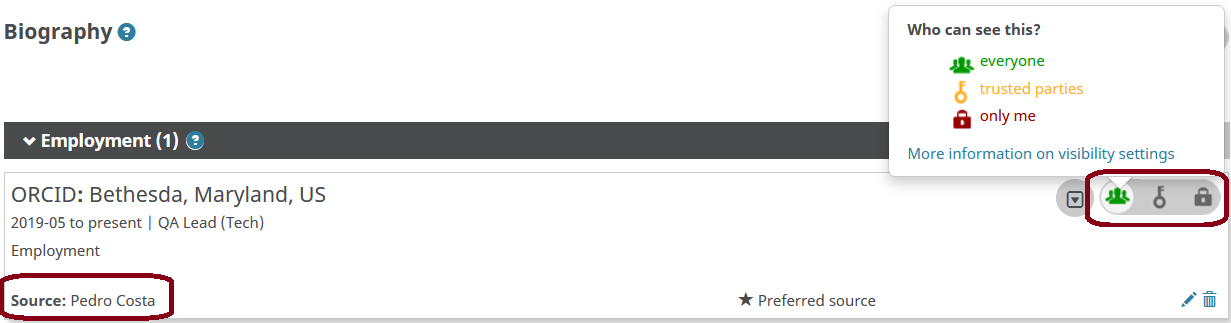 Biography
Who can see this?
everyone
trusted parties
only me
More information on visibility settings
Employment (1)
ORCID: Bethesda, Maryland, US
2019-05 to present | QA Lead (Tech)
Employment
Source: Pedro Costa
★ Preferred source